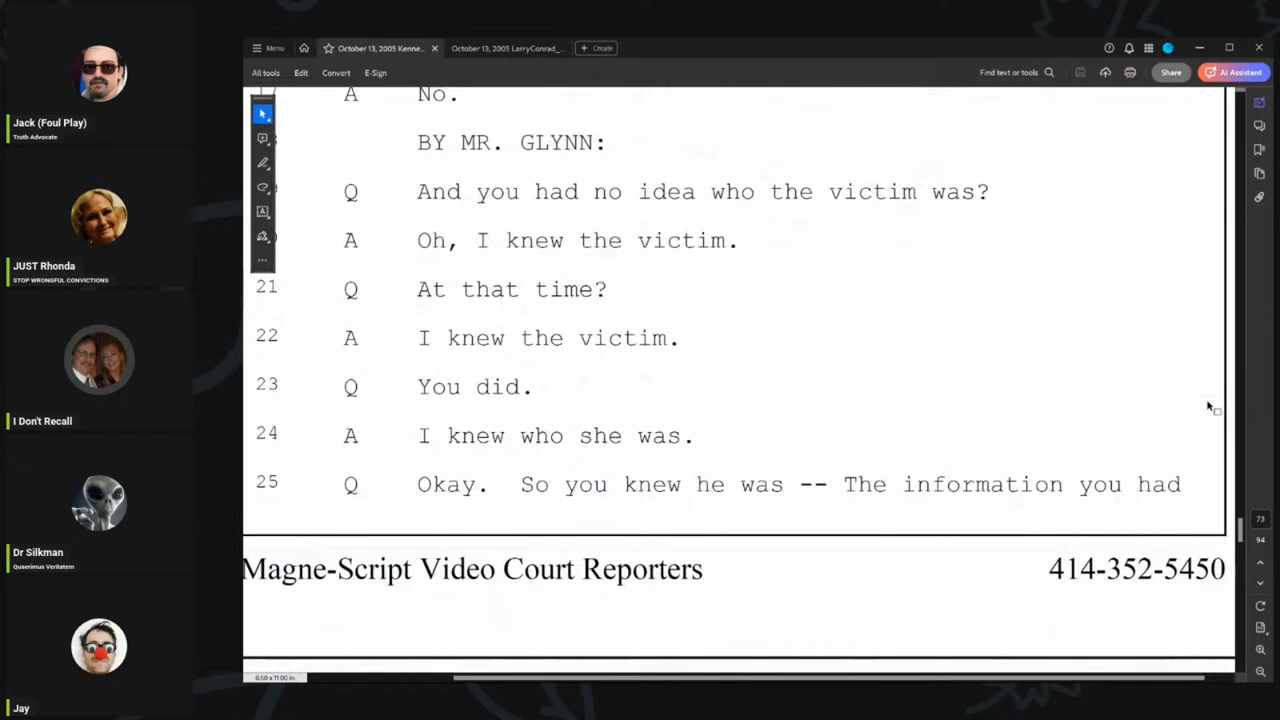 Jack (Foul Play)
Truth Advocate
JUST Rhonda
STOP WRONGFUL CONVICTIONS
I Don't Recall
Dr Silkman
Quaerimus Veritatem
Jay
Menu
October 13, 2005 Kenne...
October 13, 2005 LarryConrad_...
+ Create
All tools
Edit
Convert
E-Sign
Find text or tools
Share
AI Assistant
A No.
BY MR. GLYNN:
Q And you had no idea who the victim was?
A Oh, I knew the victim.
21 Q At that time?
22 A I knew the victim.
23 Q You did.
24 A I knew who she was.
25 Q Okay. So you knew he was -- The information you had
Magne-Script Video Court Reporters
414-352-5450
8.50 x 11.00 in
73
94